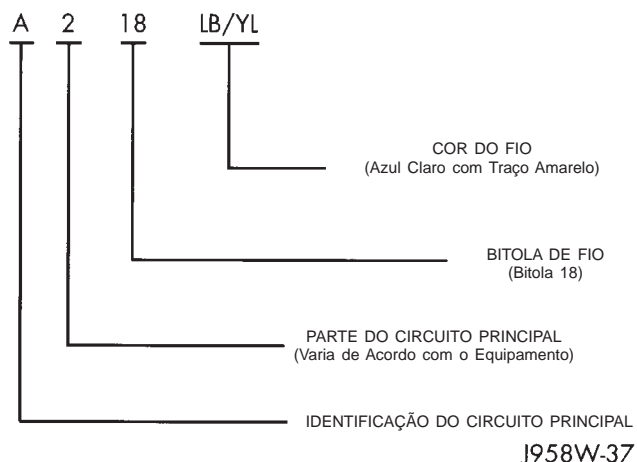 A 2 18 LB/YL
COR DO FIO
(Azul Claro com Traço Amarelo)
BITOLA DE FIO
(Bitola 18)
PARTE DO CIRCUITO PRINCIPAL
(Varia de Acordo com o Equipamento)
IDENTIFICAÇÃO DO CIRCUITO PRINCIPAL
J958W-37